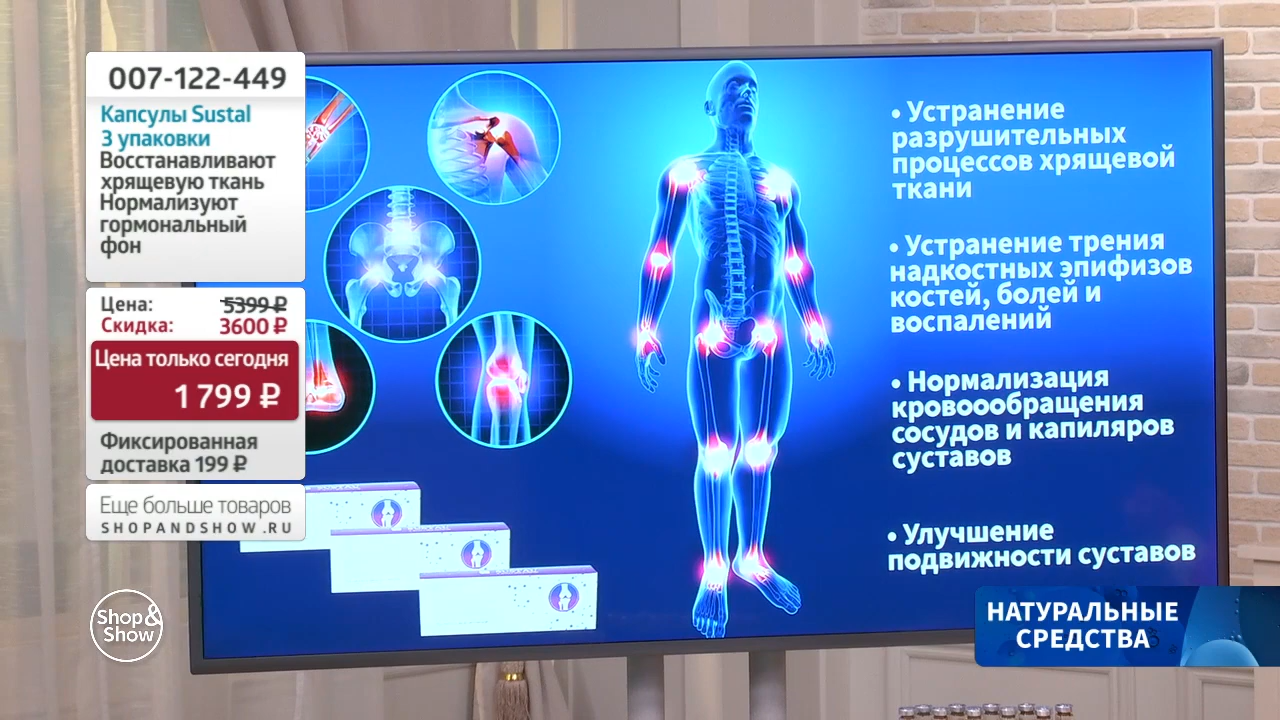 007-122-449
Капсулы Sustal
3 упаковки
Восстанавливают
хрящевую ткань
Нормализуют
гормональный
фон
Цена: 5399 ₽
Скидка: 3600 ₽
Цена только сегодня
1 799 ₽
Фиксированная
доставка 199 ₽
Еще больше товаров
SHOPANDSHOW.RU
Shop&
Show
• Устранение
разрушительных
процессов хрящевой
ткани
• Устранение трения
надкостных эпифизов
костей, болей и
воспалений
• Нормализация
кровоообращения
сосудов и капиляров
суставов
• Улучшение
подвижности суставов
НАТУРАЛЬНЫЕ
СРЕДСТВА